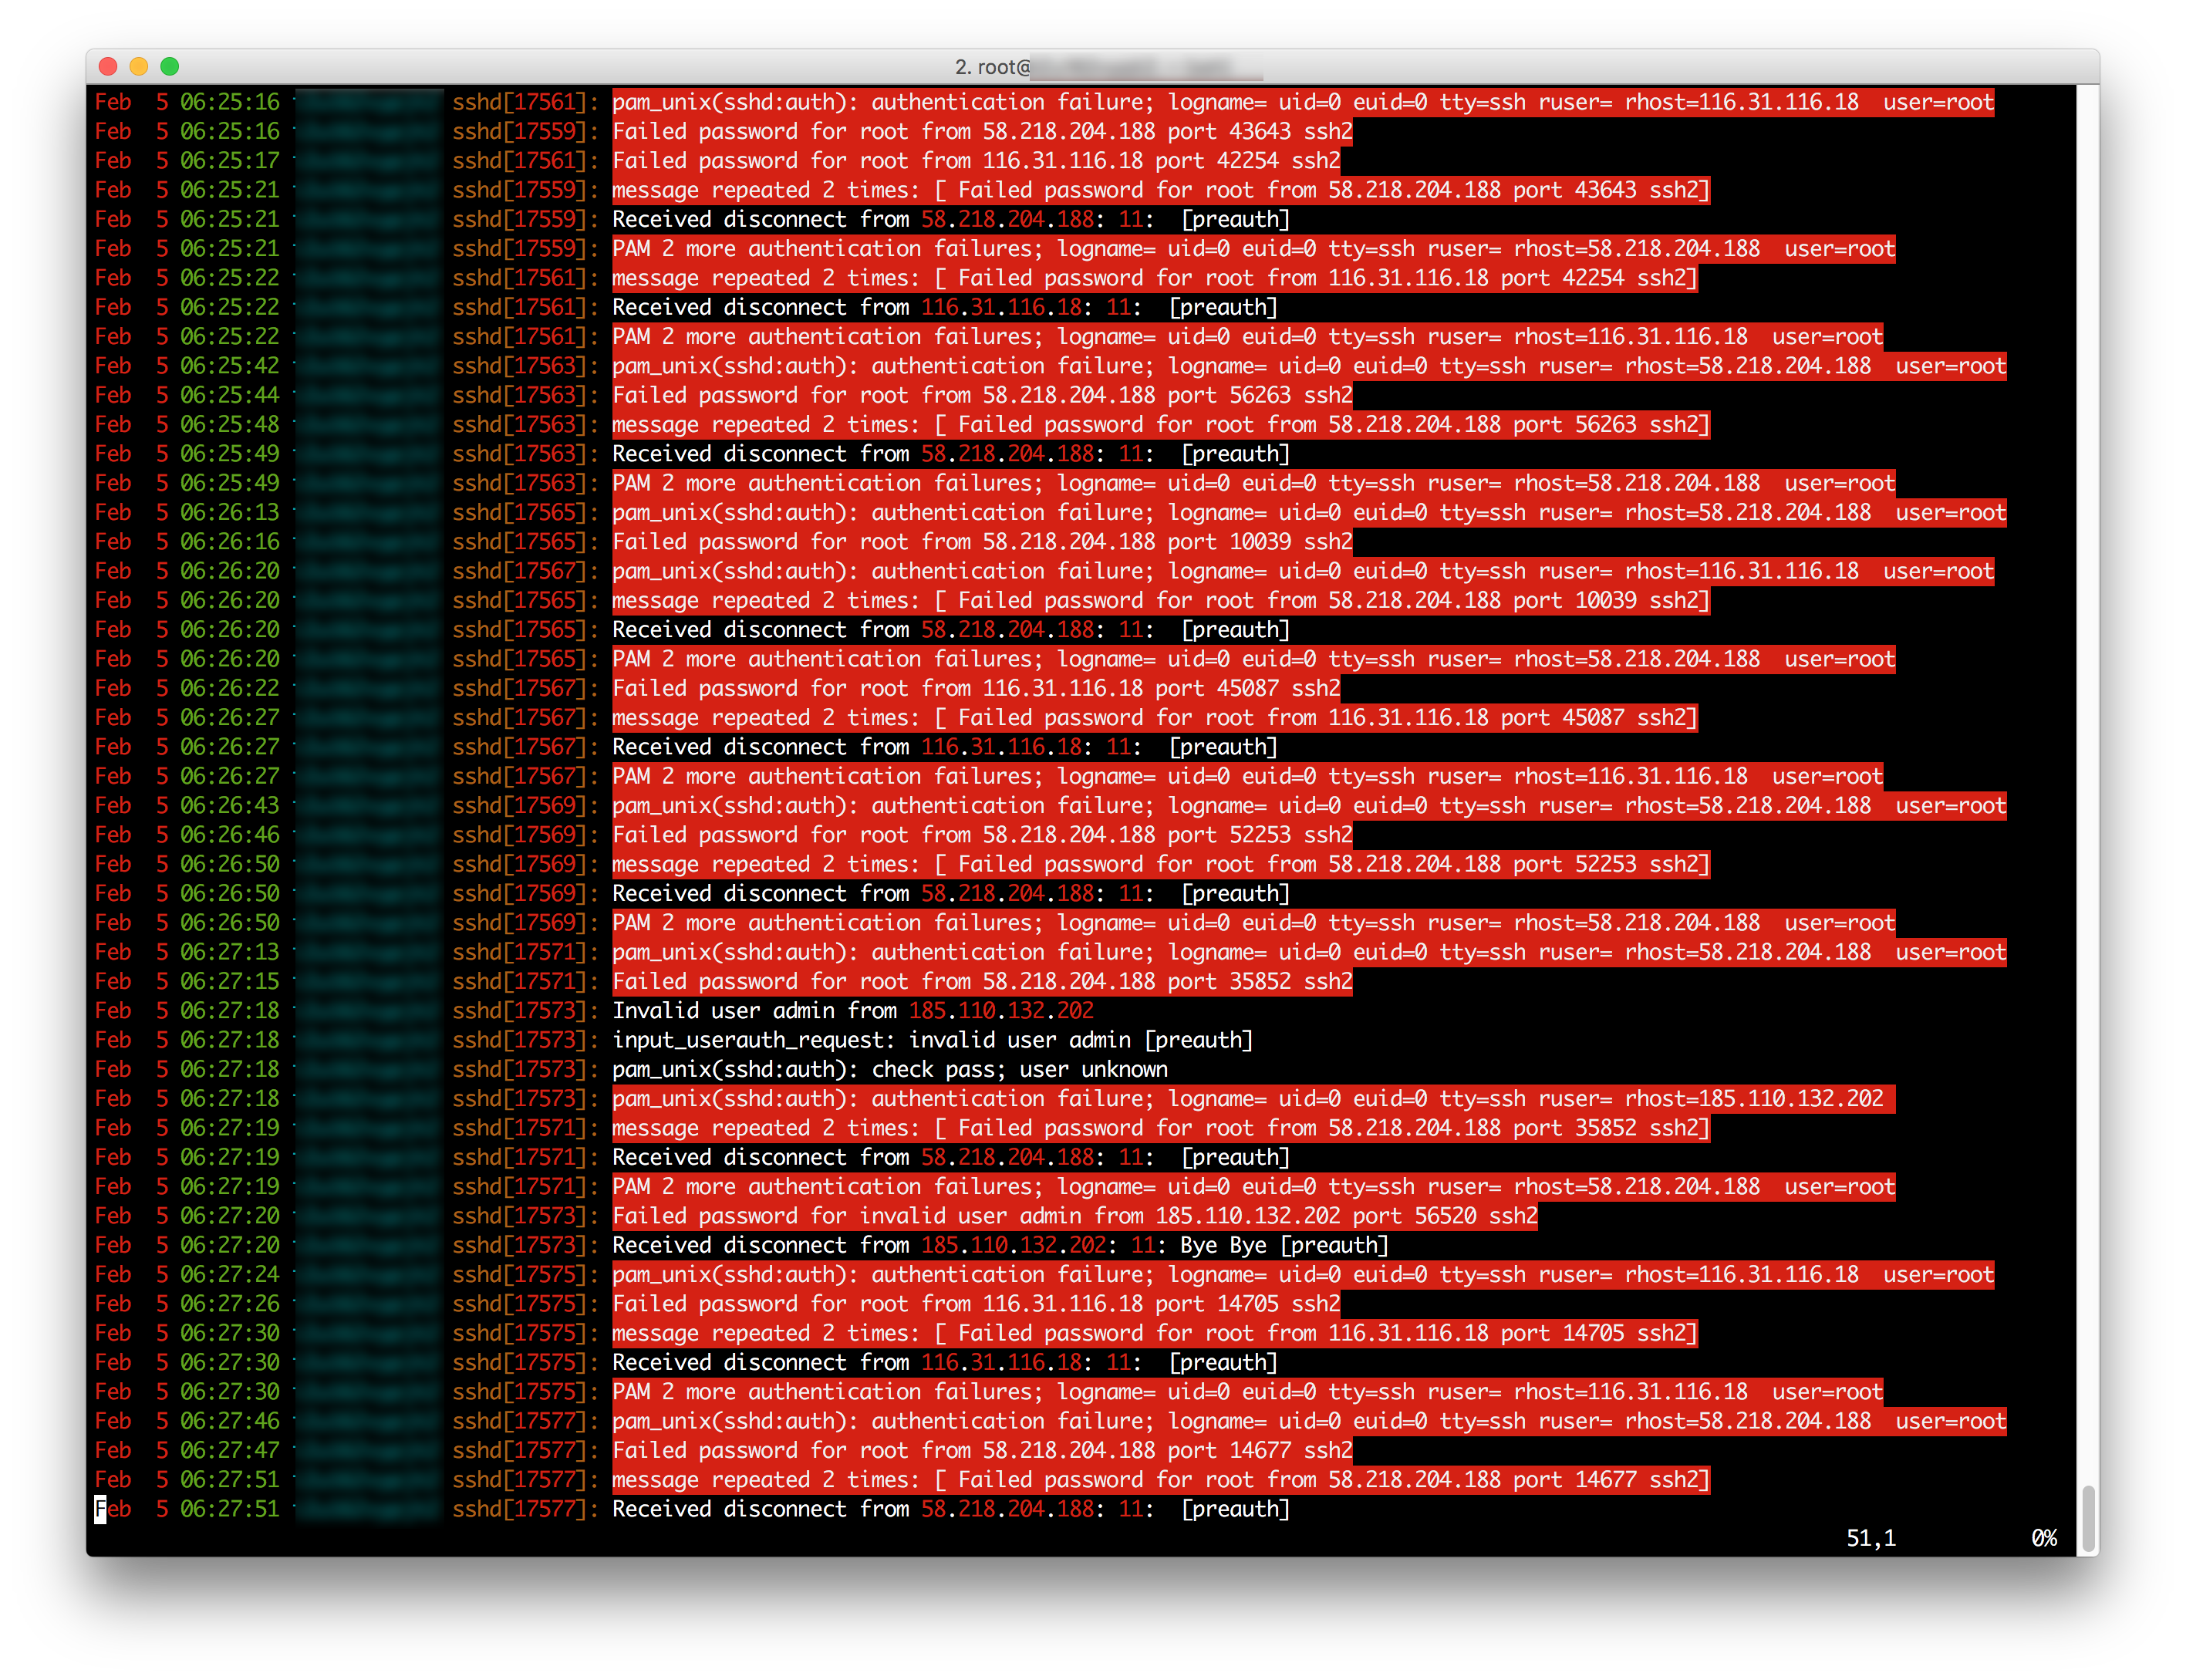 2. root@
Feb  5 06:25:16 sshd[17561]: pam_unix(sshd:auth): authentication failure; logname= uid=0 euid=0 tty=ssh ruser= rhost=116.31.116.18  user=root
Feb  5 06:25:16 sshd[17559]: Failed password for root from 58.218.204.188 port 43643 ssh2
Feb  5 06:25:17 sshd[17561]: Failed password for root from 116.31.116.18 port 42254 ssh2
Feb  5 06:25:21 sshd[17559]: message repeated 2 times: [ Failed password for root from 58.218.204.188 port 43643 ssh2]
Feb  5 06:25:21 sshd[17559]: Received disconnect from 58.218.204.188: 11:  [preauth]
Feb  5 06:25:21 sshd[17559]: PAM 2 more authentication failures; logname= uid=0 euid=0 tty=ssh ruser= rhost=58.218.204.188  user=root
Feb  5 06:25:22 sshd[17561]: message repeated 2 times: [ Failed password for root from 116.31.116.18 port 42254 ssh2]
Feb  5 06:25:22 sshd[17561]: Received disconnect from 116.31.116.18: 11:  [preauth]
Feb  5 06:25:22 sshd[17561]: PAM 2 more authentication failures; logname= uid=0 euid=0 tty=ssh ruser= rhost=116.31.116.18  user=root
Feb  5 06:25:42 sshd[17563]: pam_unix(sshd:auth): authentication failure; logname= uid=0 euid=0 tty=ssh ruser= rhost=58.218.204.188  user=root
Feb  5 06:25:44 sshd[17563]: Failed password for root from 58.218.204.188 port 56263 ssh2
Feb  5 06:25:48 sshd[17563]: message repeated 2 times: [ Failed password for root from 58.218.204.188 port 56263 ssh2]
Feb  5 06:25:49 sshd[17563]: Received disconnect from 58.218.204.188: 11:  [preauth]
Feb  5 06:25:49 sshd[17563]: PAM 2 more authentication failures; logname= uid=0 euid=0 tty=ssh ruser= rhost=58.218.204.188  user=root
Feb  5 06:26:13 sshd[17565]: pam_unix(sshd:auth): authentication failure; logname= uid=0 euid=0 tty=ssh ruser= rhost=58.218.204.188  user=root
Feb  5 06:26:16 sshd[17565]: Failed password for root from 58.218.204.188 port 10039 ssh2
Feb  5 06:26:20 sshd[17567]: pam_unix(sshd:auth): authentication failure; logname= uid=0 euid=0 tty=ssh ruser= rhost=116.31.116.18  user=root
Feb  5 06:26:20 sshd[17565]: message repeated 2 times: [ Failed password for root from 58.218.204.188 port 10039 ssh2]
Feb  5 06:26:20 sshd[17565]: Received disconnect from 58.218.204.188: 11:  [preauth]
Feb  5 06:26:20 sshd[17565]: PAM 2 more authentication failures; logname= uid=0 euid=0 tty=ssh ruser= rhost=58.218.204.188  user=root
Feb  5 06:26:22 sshd[17567]: Failed password for root from 116.31.116.18 port 45087 ssh2
Feb  5 06:26:27 sshd[17567]: message repeated 2 times: [ Failed password for root from 116.31.116.18 port 45087 ssh2]
Feb  5 06:26:27 sshd[17567]: Received disconnect from 116.31.116.18: 11:  [preauth]
Feb  5 06:26:27 sshd[17567]: PAM 2 more authentication failures; logname= uid=0 euid=0 tty=ssh ruser= rhost=116.31.116.18  user=root
Feb  5 06:26:43 sshd[17569]: pam_unix(sshd:auth): authentication failure; logname= uid=0 euid=0 tty=ssh ruser= rhost=58.218.204.188  user=root
Feb  5 06:26:46 sshd[17569]: Failed password for root from 58.218.204.188 port 52253 ssh2
Feb  5 06:26:50 sshd[17569]: message repeated 2 times: [ Failed password for root from 58.218.204.188 port 52253 ssh2]
Feb  5 06:26:50 sshd[17569]: Received disconnect from 58.218.204.188: 11:  [preauth]
Feb  5 06:26:50 sshd[17569]: PAM 2 more authentication failures; logname= uid=0 euid=0 tty=ssh ruser= rhost=58.218.204.188  user=root
Feb  5 06:27:13 sshd[17571]: pam_unix(sshd:auth): authentication failure; logname= uid=0 euid=0 tty=ssh ruser= rhost=58.218.204.188  user=root
Feb  5 06:27:15 sshd[17571]: Failed password for root from 58.218.204.188 port 35852 ssh2
Feb  5 06:27:18 sshd[17573]: Invalid user admin from 185.110.132.202
Feb  5 06:27:18 sshd[17573]: input_userauth_request: invalid user admin [preauth]
Feb  5 06:27:18 sshd[17573]: pam_unix(sshd:auth): check pass; user unknown
Feb  5 06:27:18 sshd[17573]: pam_unix(sshd:auth): authentication failure; logname= uid=0 euid=0 tty=ssh ruser= rhost=185.110.132.202
Feb  5 06:27:19 sshd[17571]: message repeated 2 times: [ Failed password for root from 58.218.204.188 port 35852 ssh2]
Feb  5 06:27:19 sshd[17571]: Received disconnect from 58.218.204.188: 11:  [preauth]
Feb  5 06:27:19 sshd[17571]: PAM 2 more authentication failures; logname= uid=0 euid=0 tty=ssh ruser= rhost=58.218.204.188  user=root
Feb  5 06:27:20 sshd[17573]: Failed password for invalid user admin from 185.110.132.202 port 56520 ssh2
Feb  5 06:27:20 sshd[17573]: Received disconnect from 185.110.132.202: 11: Bye Bye [preauth]
Feb  5 06:27:24 sshd[17575]: pam_unix(sshd:auth): authentication failure; logname= uid=0 euid=0 tty=ssh ruser= rhost=116.31.116.18  user=root
Feb  5 06:27:26 sshd[17575]: Failed password for root from 116.31.116.18 port 14705 ssh2
Feb  5 06:27:30 sshd[17575]: message repeated 2 times: [ Failed password for root from 116.31.116.18 port 14705 ssh2]
Feb  5 06:27:30 sshd[17575]: Received disconnect from 116.31.116.18: 11:  [preauth]
Feb  5 06:27:30 sshd[17575]: PAM 2 more authentication failures; logname= uid=0 euid=0 tty=ssh ruser= rhost=116.31.116.18  user=root
Feb  5 06:27:46 sshd[17577]: pam_unix(sshd:auth): authentication failure; logname= uid=0 euid=0 tty=ssh ruser= rhost=58.218.204.188  user=root
Feb  5 06:27:47 sshd[17577]: Failed password for root from 58.218.204.188 port 14677 ssh2
Feb  5 06:27:51 sshd[17577]: message repeated 2 times: [ Failed password for root from 58.218.204.188 port 14677 ssh2]
Feb  5 06:27:51 sshd[17577]: Received disconnect from 58.218.204.188: 11:  [preauth]
51,1 0%